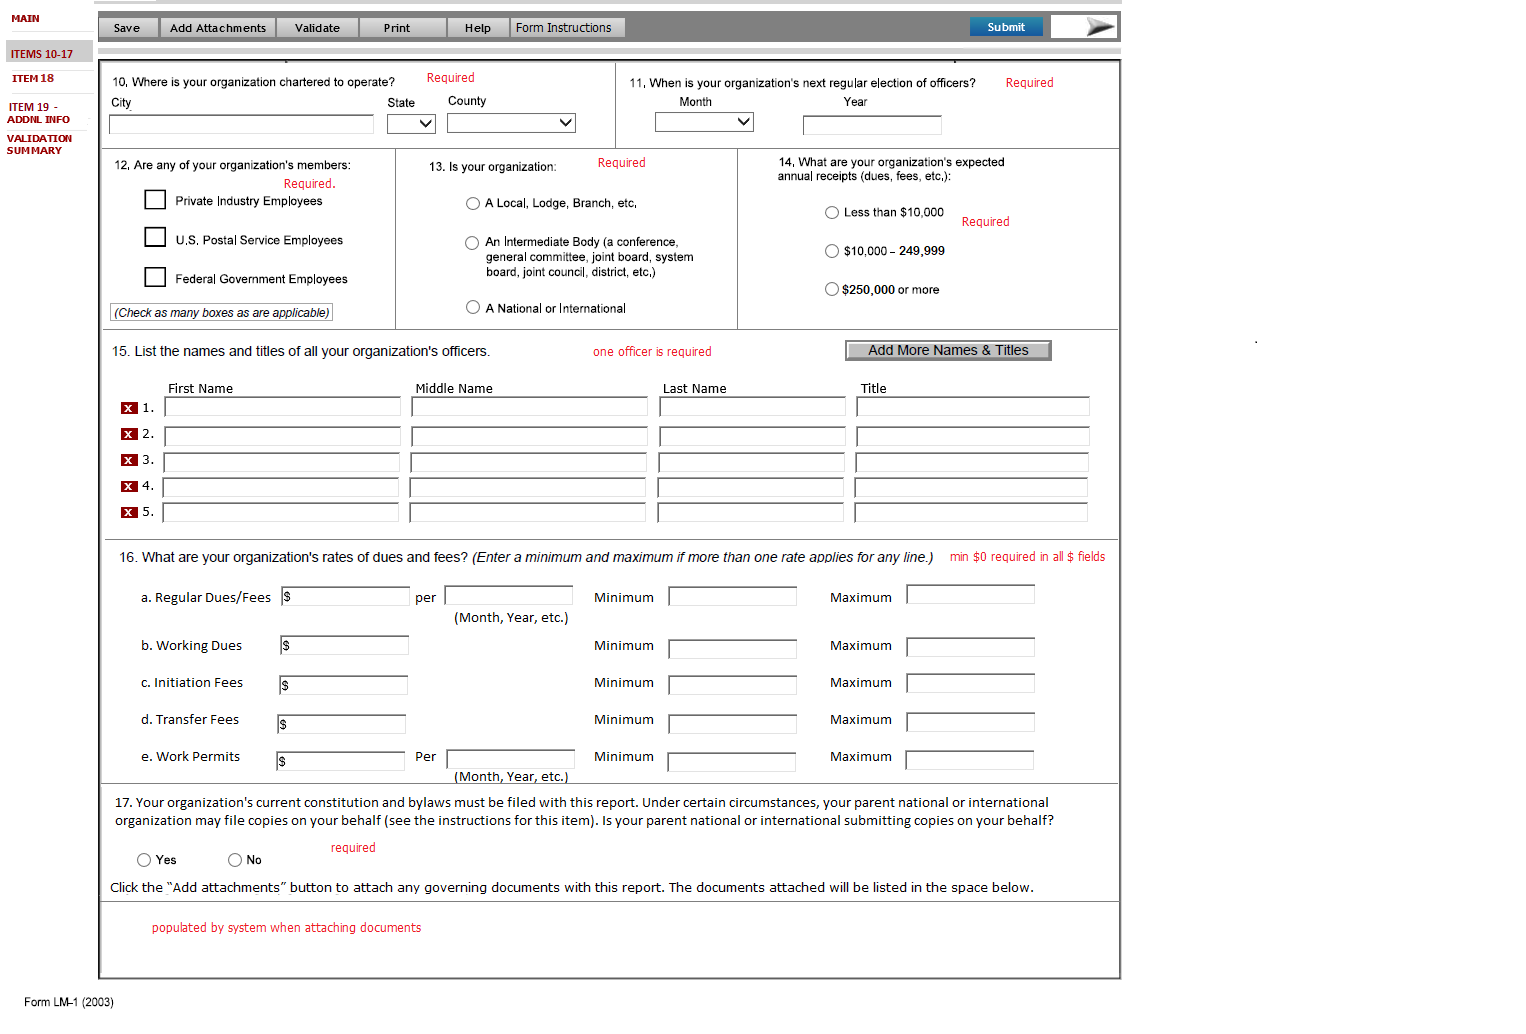 MAIN
ITEMS 10-17
ITEM 18
ITEM 19 -
ADDNL INFO
VALIDATION
SUMMARY
Save
Add Attachments
Validate
Print
Help
Form Instructions
Submit
10. Where is your organization chartered to operate?
Required
City
State
County
11. When is your organization's next regular election of officers?
Required
Month
Year
12. Are any of your organization's members:
Required.
Private Industry Employees
U.S. Postal Service Employees
Federal Government Employees
(Check as many boxes as are applicable)
13. Is your organization:
Required
A Local, Lodge, Branch, etc.
An Intermediate Body (a conference,
general committee, joint board, system
board, joint council, district, etc.)
A National or International
14. What are your organization's expected
annual receipts (dues, fees, etc.):
Less than $10,000
Required
$10,000 – 249,999
$250,000 or more
15. List the names and titles of all your organization's officers.
one officer is required
Add More Names & Titles
First Name
Middle Name
Last Name
Title
X 1.
X 2.
X 3.
X 4.
X 5.
16. What are your organization's rates of dues and fees? (Enter a minimum and maximum if more than one rate applies for any line.)
min $0 required in all $ fields
a. Regular Dues/Fees $ per Minimum Maximum
(Month, Year, etc.)
b. Working Dues $ Minimum Maximum
c. Initiation Fees $ Minimum Maximum
d. Transfer Fees $ Minimum Maximum
e. Work Permits $ Per Minimum Maximum
(Month, Year, etc.)
17. Your organization's current constitution and bylaws must be filed with this report. Under certain circumstances, your parent national or international
organization may file copies on your behalf (see the instructions for this item). Is your parent national or international submitting copies on your behalf?
required
Yes
No
Click the "Add attachments" button to attach any governing documents with this report. The documents attached will be listed in the space below.
populated by system when attaching documents
Form LM-1 (2003)